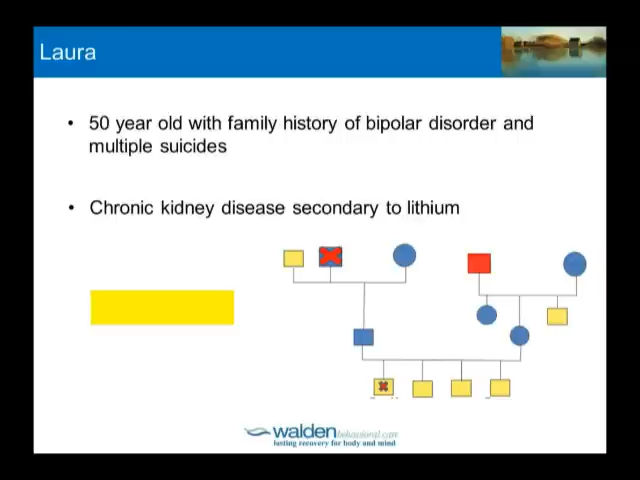 Laura
• 50 year old with family history of bipolar disorder and
multiple suicides
• Chronic kidney disease secondary to lithium
walden behavioral care
lasting recovery for body and mind